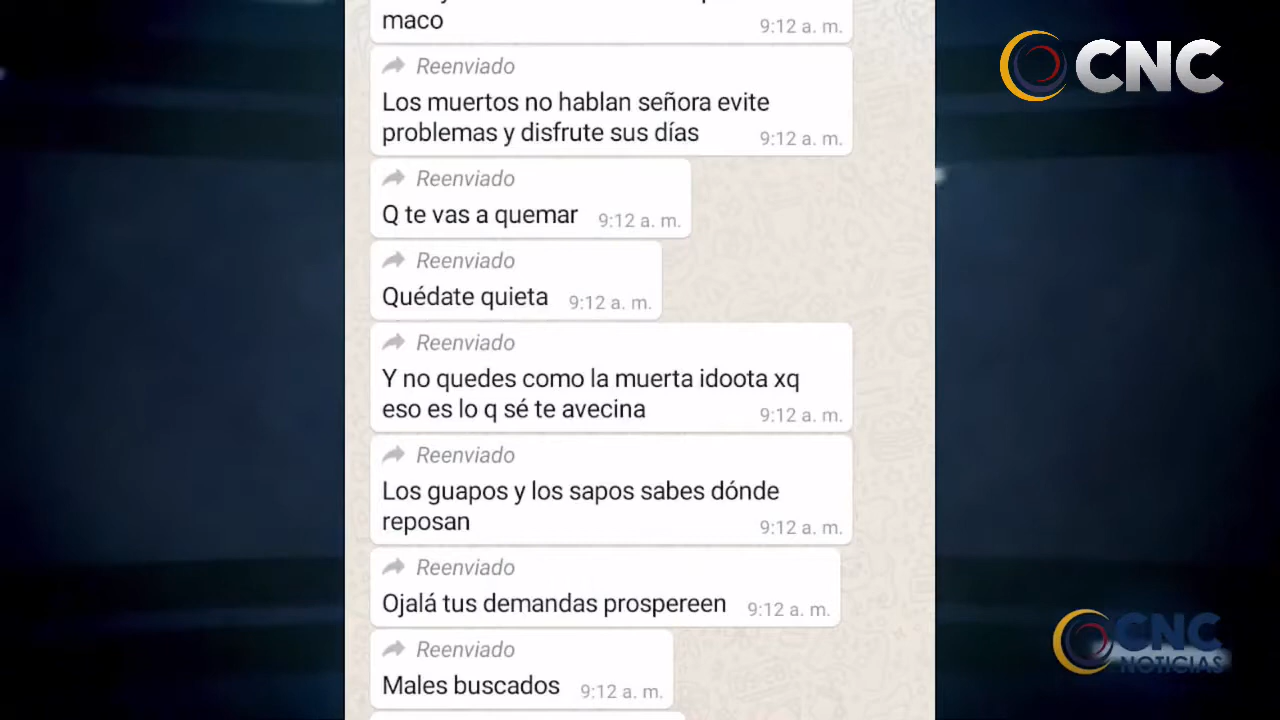 maco
9:12 a. m.
CNC
Reenviado
Los muertos no hablan señora evite
problemas y disfrute sus días
9:12 a. m.
Reenviado
Q te vas a quemar
9:12 a. m.
Reenviado
Quédate quieta
9:12 a. m.
Reenviado
Y no quedes como la muerta idoota xq
eso es lo q sé te avecina
9:12 a. m.
Reenviado
Los guapos y los sapos sabes dónde
reposan
9:12 a. m.
Reenviado
Ojalá tus demandas prospereen
9:12 a. m.
Reenviado
Males buscados
9:12 a. m.
CNC
NOTICIAS